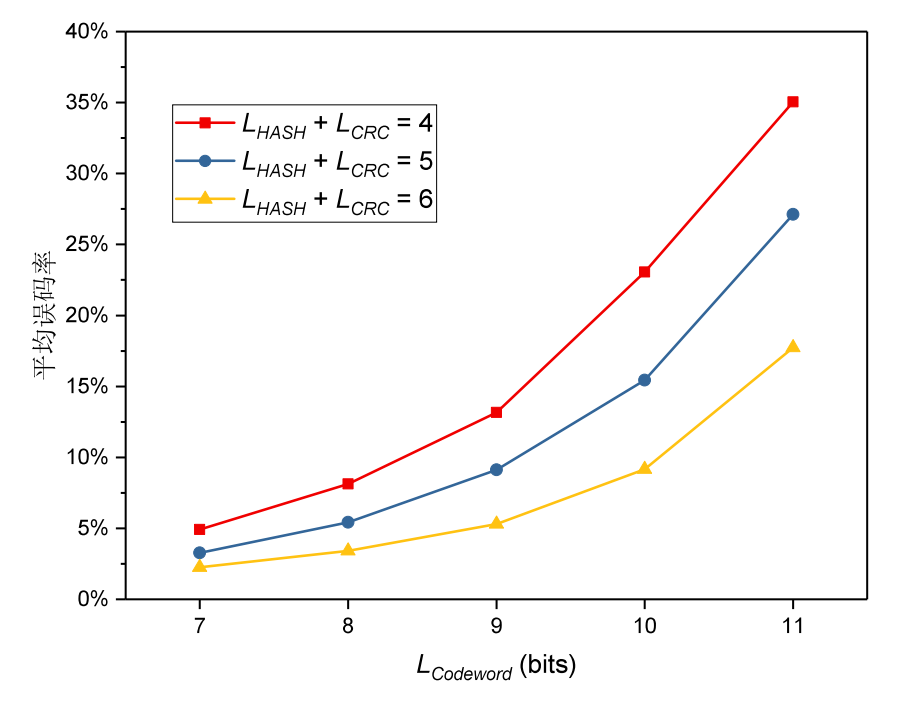 40%
35%
30%
25%
20%
15%
10%
5%
0%
平均误码率
L_HASH + L_CRC = 4
L_HASH + L_CRC = 5
L_HASH + L_CRC = 6
7 8 9 10 11
L_Codeword (bits)